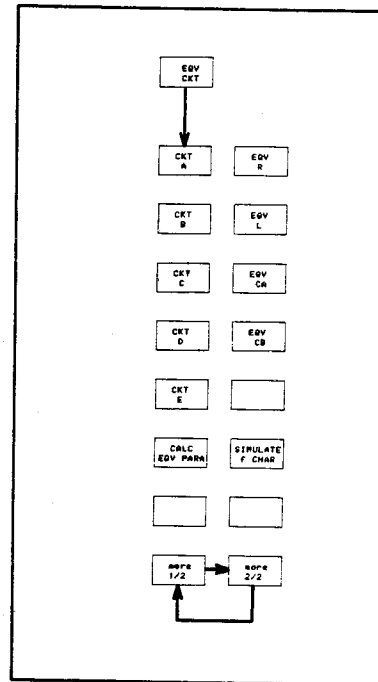 EQV
CKT
CKT
A
EQV
R
CKT
B
EQV
L
CKT
C
EQV
CA
CKT
D
EQV
CB
CKT
E
CALC
EQV PARA
SIMULATE
F CHAR
more
1/2
more
2/2